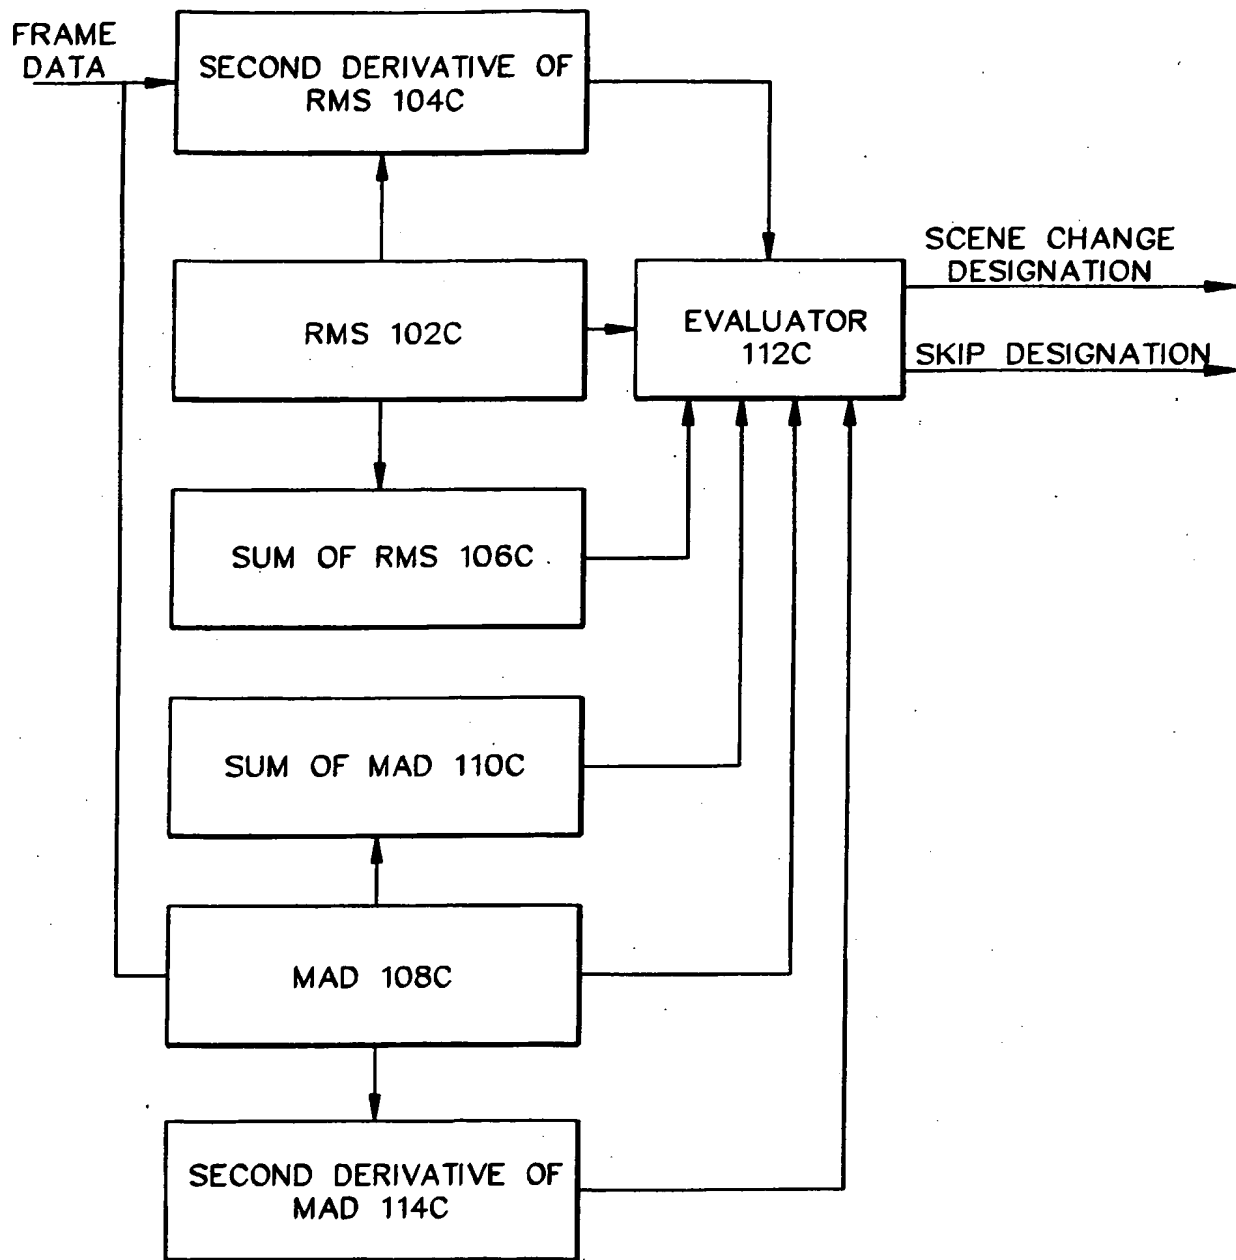 FRAME
DATA
SECOND DERIVATIVE OF
RMS 104C
RMS 102C
EVALUATOR
112C
SCENE CHANGE
DESIGNATION
SKIP DESIGNATION
SUM OF RMS 106C
SUM OF MAD 110C
MAD 108C
SECOND DERIVATIVE OF
MAD 114C